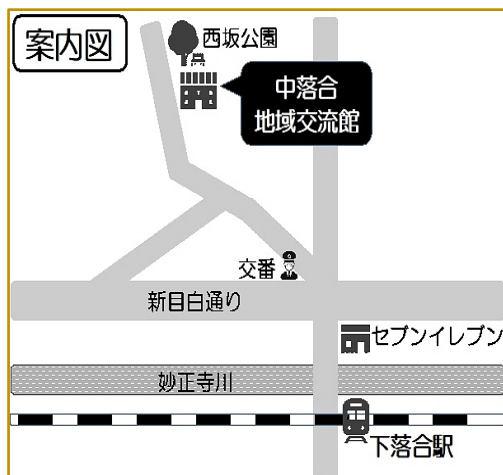 案内図
西坂公園
中落合
地域交流館
交番
新目白通り
セブンイレブン
妙正寺川
下落合駅